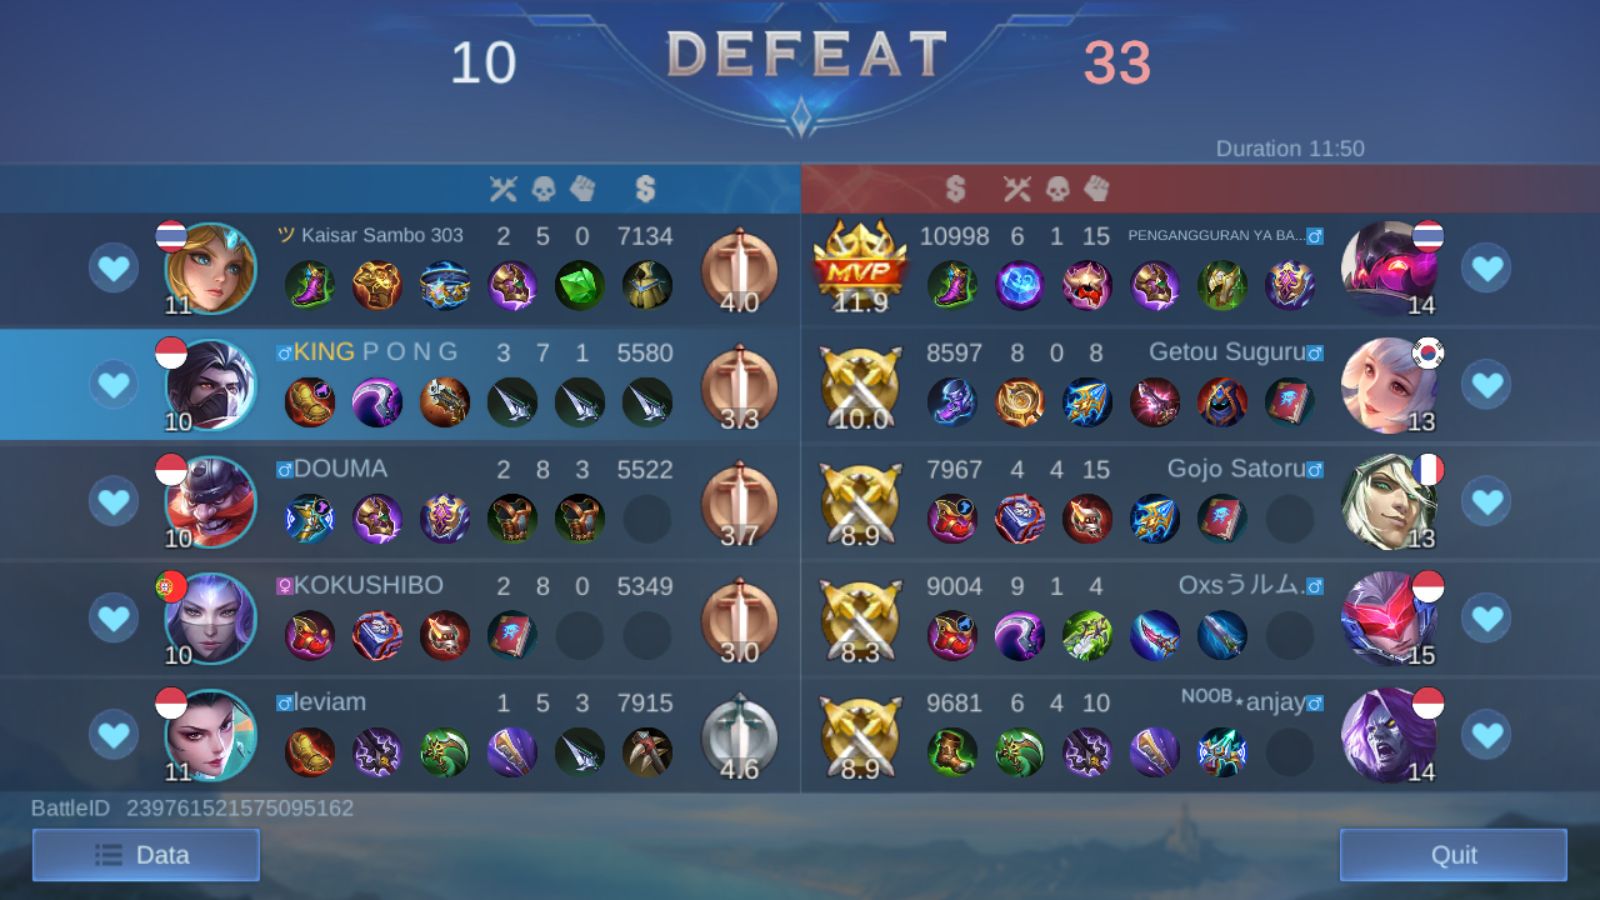 10 DEFEAT 33
Duration 11:50
ツ Kaisar Sambo 303 2 5 0 7134
11 4.0
MVP 10998 6 1 15 PENGANGGURAN YA BA...
11.9 14
KING P O N G 3 7 1 5580
10 3.3
8597 8 0 8 Getou Suguru
10.0 13
DOUMA 2 8 3 5522
10 3.7
7967 4 4 15 Gojo Satoru
8.9 13
KOKUSHIBO 2 8 0 5349
10 3.0
9004 9 1 4 Oxsうルム.
8.3 15
leviam 1 5 3 7915
11 4.6
9681 6 4 10 ᴺᴼᴼᴮ⋆anjay
8.9 14
BattleID 239761521575095162
Data Quit